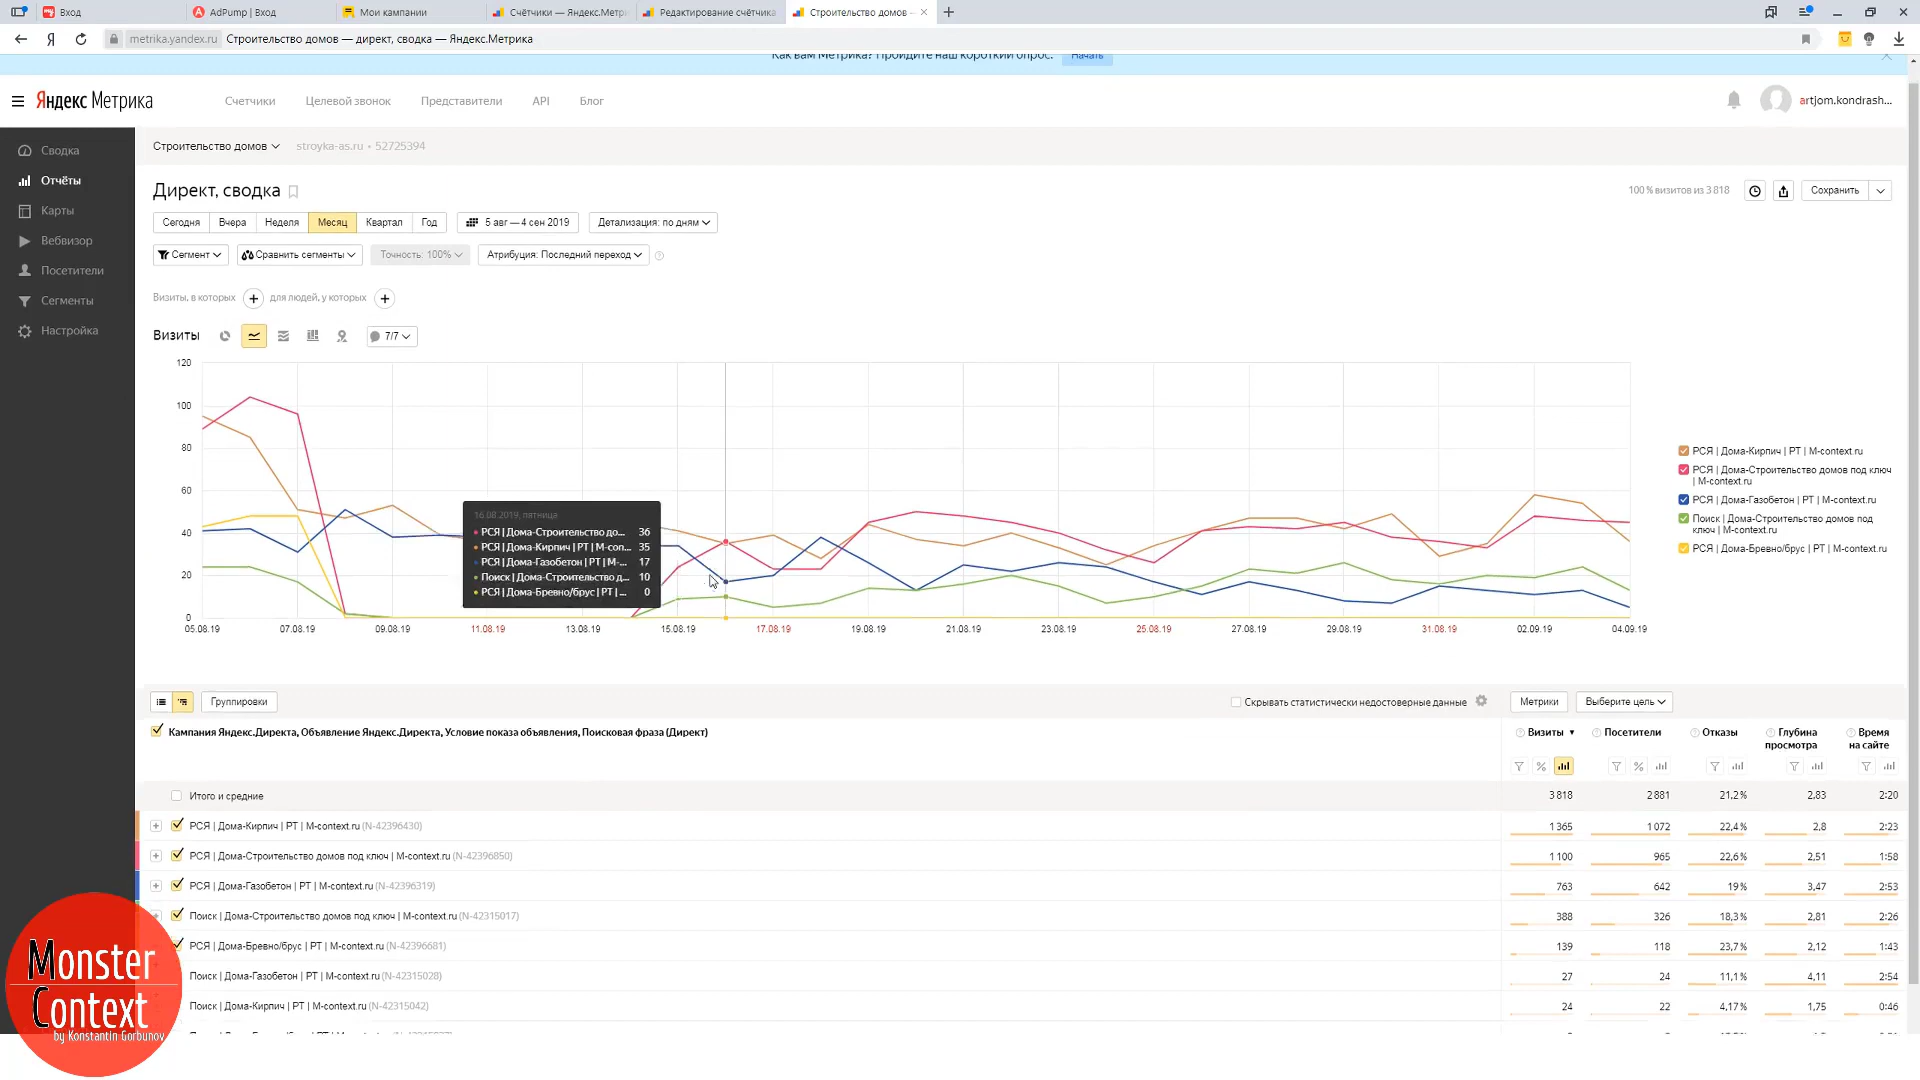 Вход
AdPump | Вход
Мои кампании
Счётчики — Яндекс.Метри
Редактирование счётчика
Строительство домов -
metrika.yandex.ru
Строительство домов — директ, сводка — Яндекс.Метрика
Как вам Метрика? Пройдите наш короткий опрос.
Начать
Яндекс Метрика
Счетчики
Целевой звонок
Представители
API
Блог
artjom.kondrash...
Сводка
Отчёты
Карты
Вебвизор
Посетители
Сегменты
Настройка
Строительство домов
stroyka-as.ru • 52725394
Директ, сводка
100 % визитов из 3 818
Сохранить
Сегодня
Вчера
Неделя
Месяц
Квартал
Год
5 авг — 4 сен 2019
Детализация: по дням
Сегмент
Сравнить сегменты
Точность: 100%
Атрибуция: Последний переход
Визиты, в которых
для людей, у которых
Визиты
7/7
120
100
80
60
40
20
0
05.08.19
07.08.19
09.08.19
11.08.19
13.08.19
15.08.19
17.08.19
19.08.19
21.08.19
23.08.19
25.08.19
27.08.19
29.08.19
31.08.19
02.09.19
04.09.19
16.08.2019, пятница
РСЯ | Дома-Строительство до... 36
РСЯ | Дома-Кирпич | РТ | M-con... 35
РСЯ | Дома-Газобетон | РТ | M-... 17
Поиск | Дома-Строительство д... 10
РСЯ | Дома-Бревно/брус | РТ | ... 0
РСЯ | Дома-Кирпич | РТ | M-context.ru
РСЯ | Дома-Строительство домов под ключ
| M-context.ru
РСЯ | Дома-Газобетон | РТ | M-context.ru
Поиск | Дома-Строительство домов под
ключ | M-context.ru
РСЯ | Дома-Бревно/брус | РТ | M-context.ru
Группировки
Скрывать статистически недостоверные данные
Метрики
Выберите цель
Кампания Яндекс.Директа, Объявление Яндекс.Директа, Условие показа объявления, Поисковая фраза (Директ)
Визиты
Посетители
Отказы
Глубина
просмотра
Время
на сайте
Итого и средние 3 818 2 881 21,2 % 2,83 2:20
РСЯ | Дома-Кирпич | РТ | M-context.ru (N-42396430) 1 365 1 072 22,4 % 2,8 2:23
РСЯ | Дома-Строительство домов под ключ | M-context.ru (N-42396850) 1 100 965 22,6 % 2,51 1:58
РСЯ | Дома-Газобетон | РТ | M-context.ru (N-42396319) 763 642 19 % 3,47 2:53
Поиск | Дома-Строительство домов под ключ | M-context.ru (N-42315017) 388 326 18,3 % 2,81 2:26
РСЯ | Дома-Бревно/брус | РТ | M-context.ru (N-42396681) 139 118 23,7 % 2,12 1:43
Поиск | Дома-Газобетон | РТ | M-context.ru (N-42315028) 27 24 11,1 % 4,11 2:54
Поиск | Дома-Кирпич | РТ | M-context.ru (N-42315042) 24 22 4,17 % 1,75 0:46
Monster
Context
by Konstantin Gorbunov